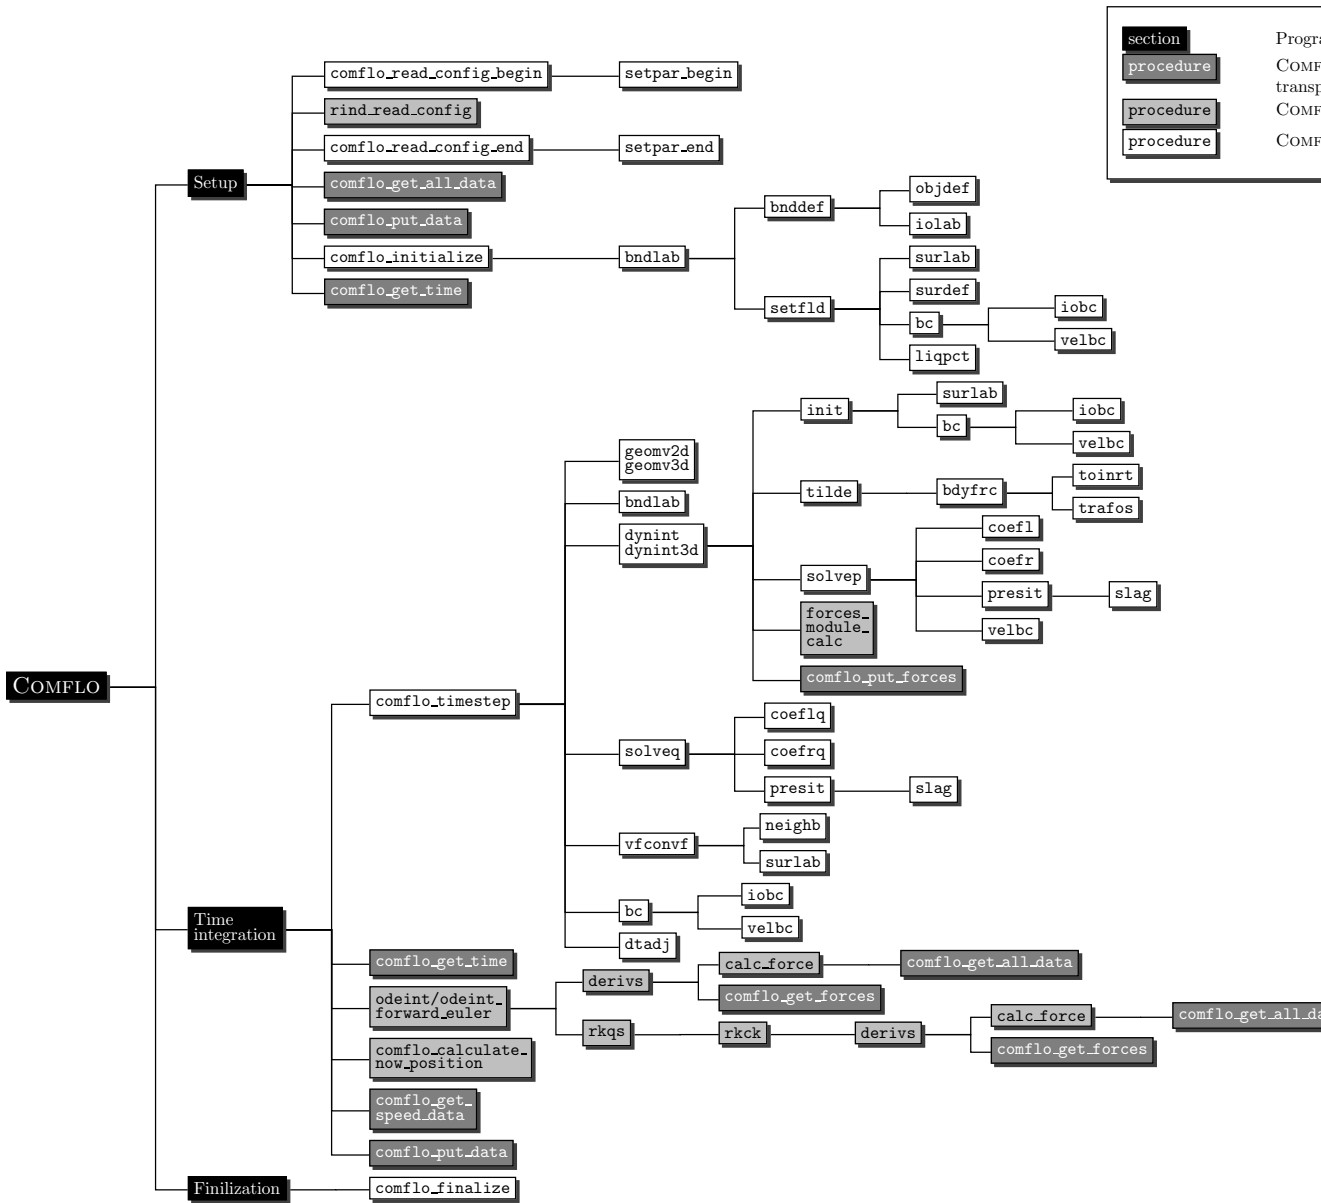 section Progra
procedure COMF
transp
procedure COMF
procedure COMF
comflo_read_config_begin setpar_begin
rind_read_config
comflo_read_config_end setpar_end
Setup
comflo_get_all_data
comflo_put_data
comflo_initialize bndlab
comflo_get_time
bnddef
objdef
iolab
setfld
surlab
surdef
bc
iobc
velbc
liqpct
COMFLO
Time
integration
comflo_timestep
geomv2d
geomv3d
bndlab
dynint
dynint3d
init
surlab
bc
iobc
velbc
tilde bdyfrc
toinrt
trafos
solvep
coefl
coefr
presit slag
velbc
forces_
module_
calc
comflo_put_forces
solveq
coeflq
coefrq
presit slag
vfconvf
neighb
surlab
bc
iobc
velbc
dtadj
comflo_get_time
odeint/odeint_
forward_euler
derivs
calc_force comflo_get_all_data
comflo_get_forces
rkqs rkck derivs
calc_force comflo_get_all_da
comflo_get_forces
comflo_calculate_
now_position
comflo_get_
speed_data
comflo_put_data
Finilization comflo_finalize